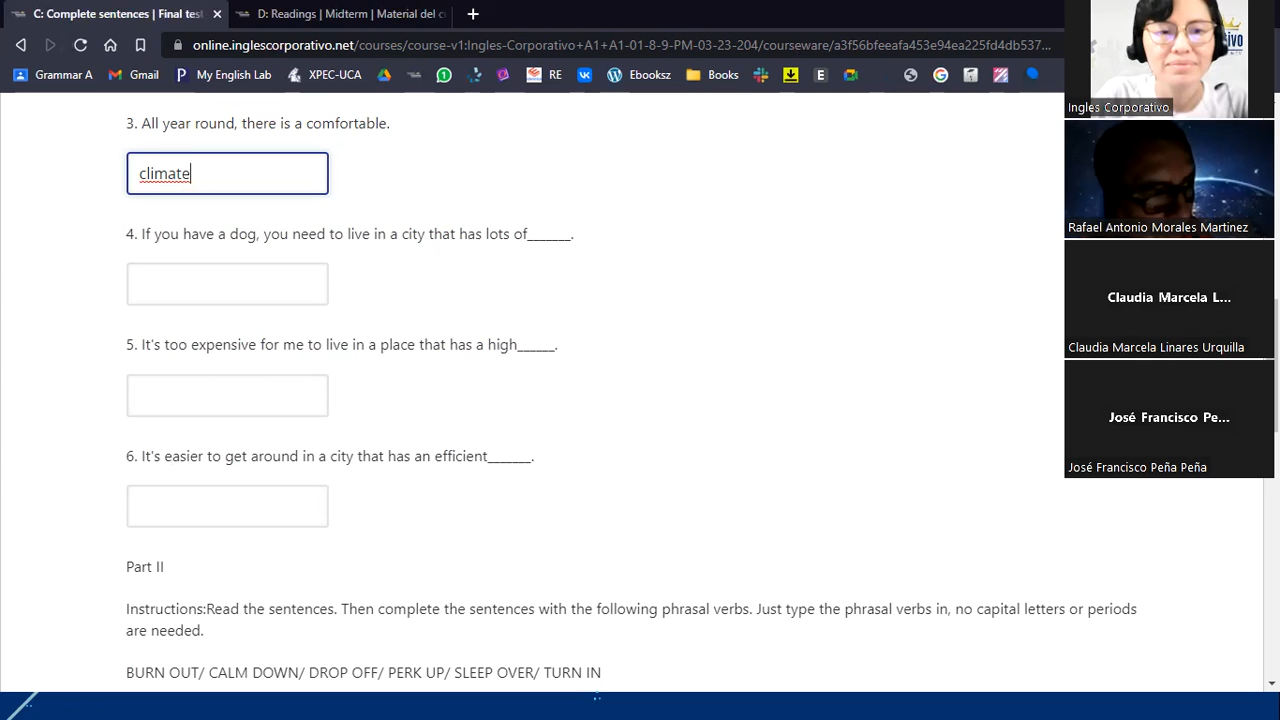 C: Complete sentences | Final test
D: Readings | Midterm | Material del c
online.inglescorporativo.net/courses/course-v1:Ingles-Corporativo+A1+A1-01-8-9-PM-03-23-204/courseware/a3f56bfeeafa453e94ea225fd4db537...
Grammar A
Gmail
My English Lab
XPEC-UCA
RE
Ebooksz
Books
3. All year round, there is a comfortable.
climate
4. If you have a dog, you need to live in a city that has lots of_______.
5. It's too expensive for me to live in a place that has a high______.
6. It's easier to get around in a city that has an efficient_______.
Part II
Instructions:Read the sentences. Then complete the sentences with the following phrasal verbs. Just type the phrasal verbs in, no capital letters or periods
are needed.
BURN OUT/ CALM DOWN/ DROP OFF/ PERK UP/ SLEEP OVER/ TURN IN
Ingles Corporativo
Rafael Antonio Morales Martinez
Claudia Marcela L...
Claudia Marcela Linares Urquilla
José Francisco Pe...
José Francisco Peña Peña